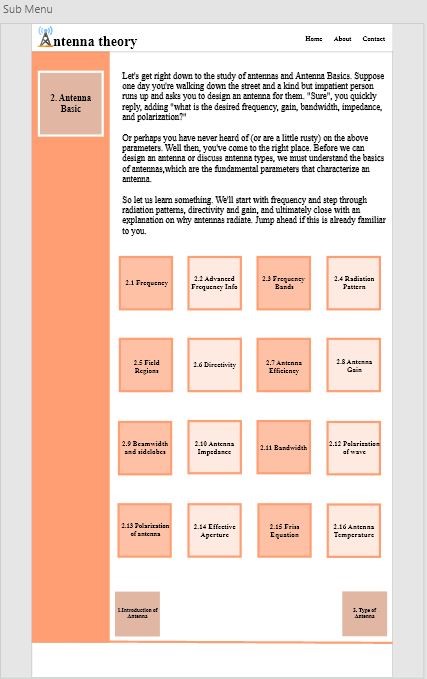 Sub Menu
Antenna theory
Home About Contact
2. Antenna
Basic
Let's get right down to the study of antennas and Antenna Basics. Suppose
one day you're walking down the street and a kind but impatient person
runs up and asks you to design an antenna for them. "Sure", you quickly
reply, adding "what is the desired frequency, gain, bandwidth, impedance,
and polarization?"
Or perhaps you have never heard of (or are a little rusty) on the above
parameters. Well then, you've come to the right place. Before we can
design an antenna or discuss antenna types, we must understand the basics
of antennas,which are the fundamental parameters that characterize an
antenna.
So let us learn something. We'll start with frequency and step through
radiation patterns, directivity and gain, and ultimately close with an
explanation on why antennas radiate. Jump ahead if this is already familiar
to you.
2.1 Frequency
2.2 Advanced
Frequency Info
2.3 Frequency
Bands
2.4 Radiation
Pattern
2.5 Field
Regions
2.6 Directivity
2.7 Antenna
Efficiency
2.8 Antenna
Gain
2.9 Beamwidth
and sidelobes
2.10 Antenna
Impedance
2.11 Bandwidth
2.12 Polarization
of wave
2.13 Polarization
of antenna
2.14 Effective
Aperture
2.15 Friss
Equation
2.16 Antenna
Temperature
1.Introduction of
Antenna
3. Type of
Antenna